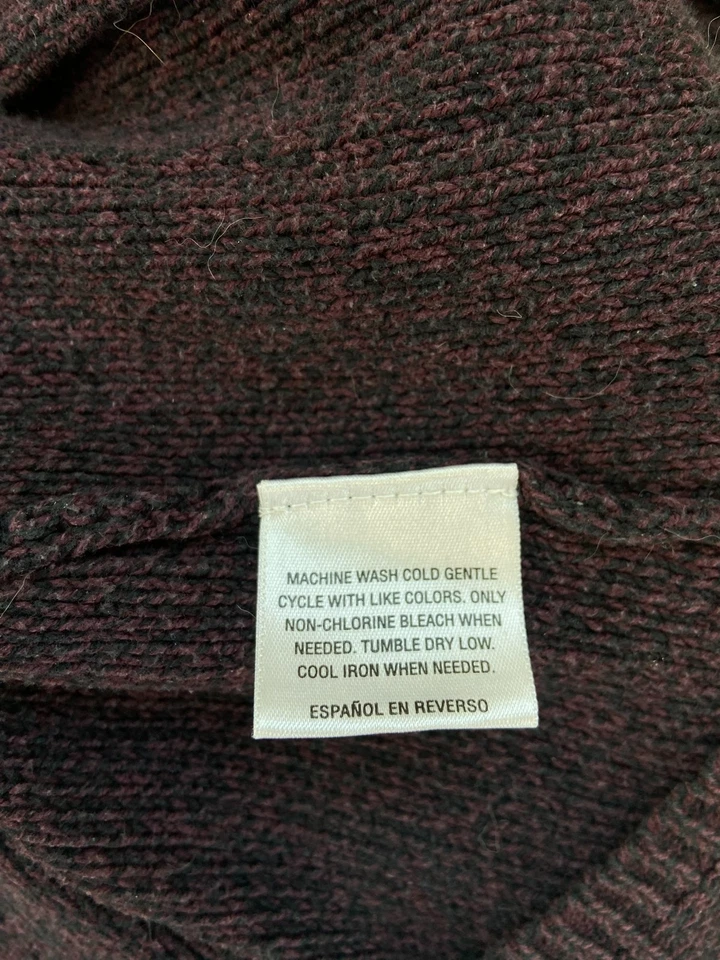 MACHINE WASH COLD GENTLE
CYCLE WITH LIKE COLORS. ONLY
NON-CHLORINE BLEACH WHEN
NEEDED. TUMBLE DRY LOW.
COOL IRON WHEN NEEDED.
ESPAÑOL EN REVERSO